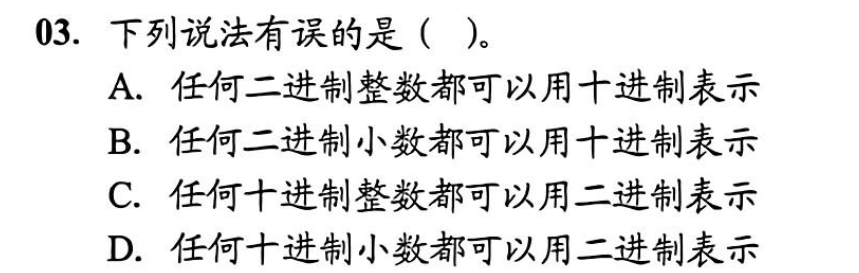 03. 下列说法有误的是（ ）。
A. 任何二进制整数都可以用十进制表示
B. 任何二进制小数都可以用十进制表示
C. 任何十进制整数都可以用二进制表示
D. 任何十进制小数都可以用二进制表示